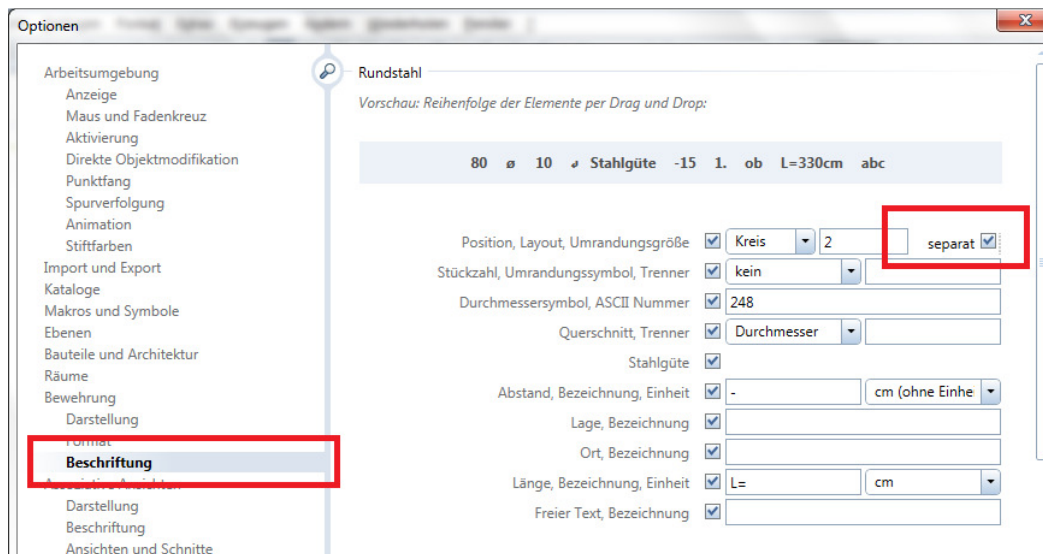 Optionen
Arbeitsumgebung
Anzeige
Maus und Fadenkreuz
Aktivierung
Direkte Objektmodifikation
Punktfang
Spurverfolgung
Animation
Stiftfarben
Import und Export
Kataloge
Makros und Symbole
Ebenen
Bauteile und Architektur
Räume
Bewehrung
Darstellung
Format
Beschriftung
Assoziative Ansichten
Darstellung
Beschriftung
Ansichten und Schnitte
Rundstahl
Vorschau: Reihenfolge der Elemente per Drag und Drop:
80 ø 10 Stahlgüte -15 1. ob L=330cm abc
Position, Layout, Umrandungsgröße Kreis 2 separat
Stückzahl, Umrandungssymbol, Trenner kein
Durchmessersymbol, ASCII Nummer 248
Querschnitt, Trenner Durchmesser
Stahlgüte
Abstand, Bezeichnung, Einheit - cm (ohne Einhe
Lage, Bezeichnung
Ort, Bezeichnung
Länge, Bezeichnung, Einheit L= cm
Freier Text, Bezeichnung